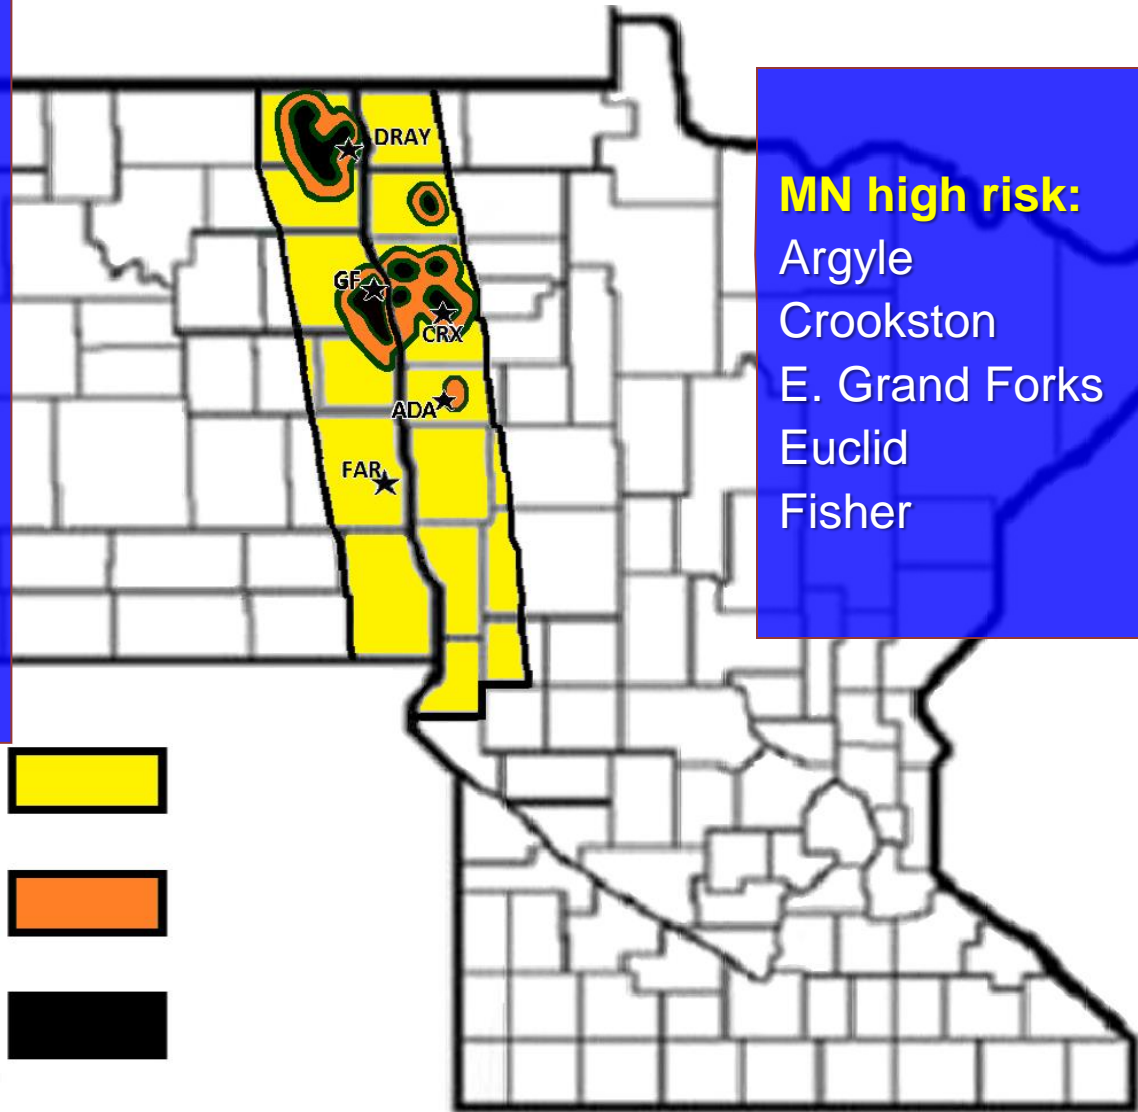 DRAY
GF
CRX
ADA
FAR
MN high risk:
Argyle
Crookston
E. Grand Forks
Euclid
Fisher